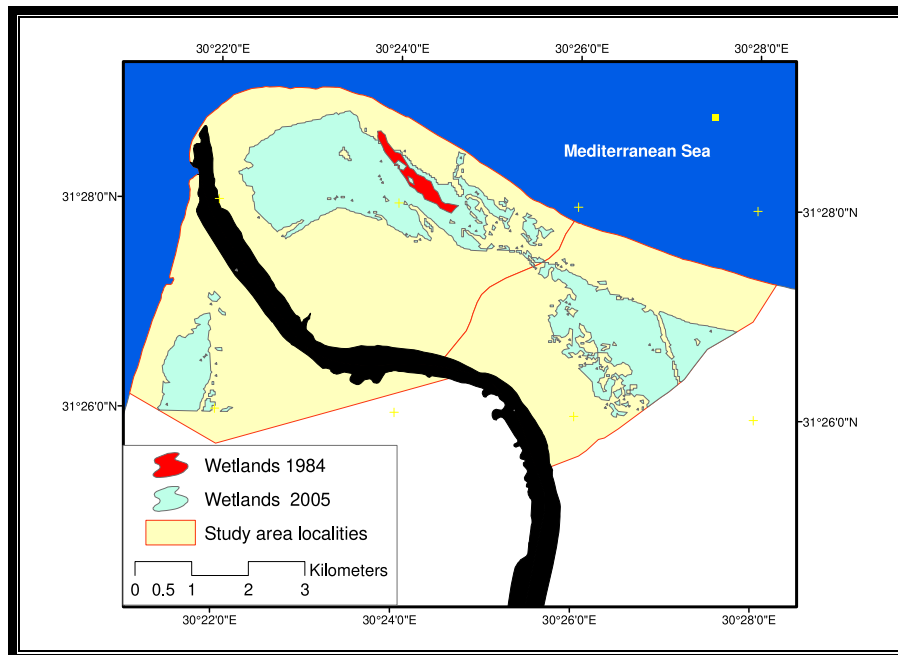 30°22'0"E 30°24'0"E 30°26'0"E 30°28'0"E
Mediterranean Sea
31°28'0"N 31°28'0"N
31°26'0"N 31°26'0"N
Wetlands 1984
Wetlands 2005
Study area localities
Kilometers
0 0.5 1 2 3
30°22'0"E 30°24'0"E 30°26'0"E 30°28'0"E